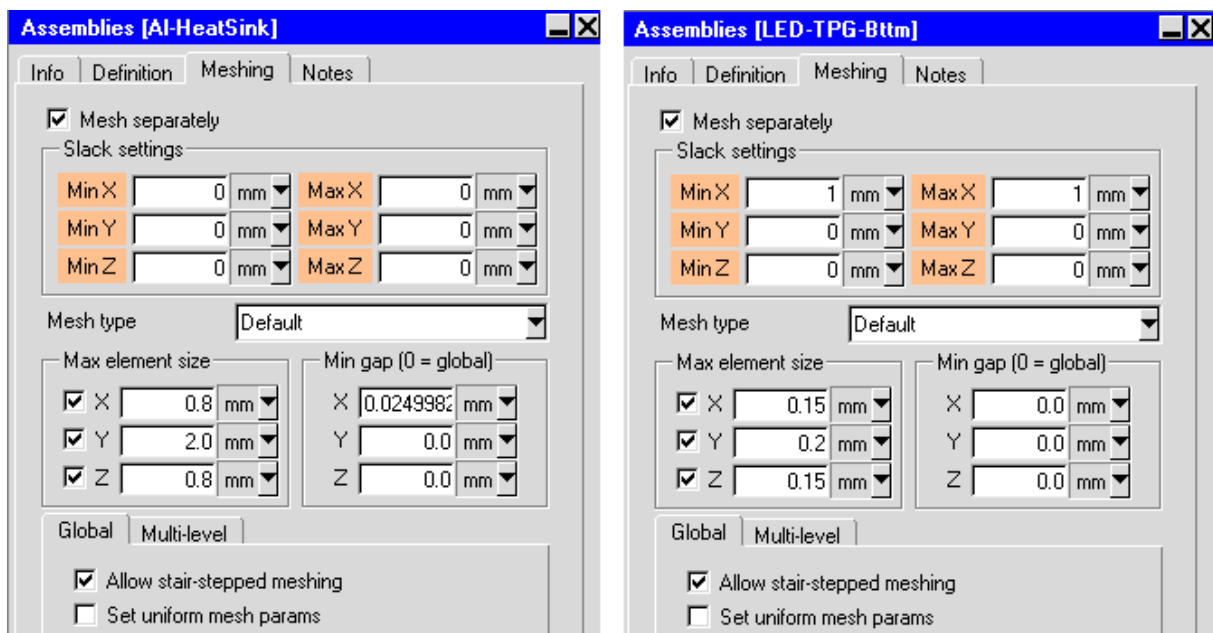 Assemblies [Al-HeatSink]
Info Definition Meshing Notes
Mesh separately
Slack settings
Min X 0 mm Max X 0 mm
Min Y 0 mm Max Y 0 mm
Min Z 0 mm Max Z 0 mm
Mesh type Default
Max element size Min gap (0 = global)
X 0.8 mm X 0.0249982 mm
Y 2.0 mm Y 0.0 mm
Z 0.8 mm Z 0.0 mm
Global Multi-level
Allow stair-stepped meshing
Set uniform mesh params
Assemblies [LED-TPG-Bttm]
Info Definition Meshing Notes
Mesh separately
Slack settings
Min X 1 mm Max X 1 mm
Min Y 0 mm Max Y 0 mm
Min Z 0 mm Max Z 0 mm
Mesh type Default
Max element size Min gap (0 = global)
X 0.15 mm X 0.0 mm
Y 0.2 mm Y 0.0 mm
Z 0.15 mm Z 0.0 mm
Global Multi-level
Allow stair-stepped meshing
Set uniform mesh params